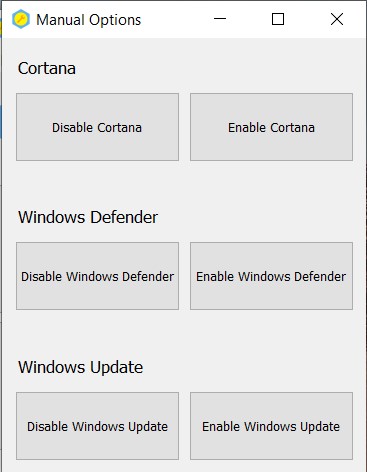 Manual Options
Cortana
Disable Cortana
Enable Cortana
Windows Defender
Disable Windows Defender
Enable Windows Defender
Windows Update
Disable Windows Update
Enable Windows Update